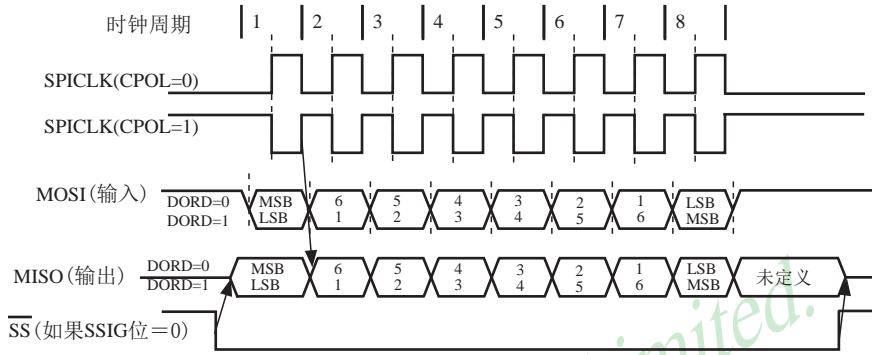 时钟周期 1 2 3 4 5 6 7 8
SPICLK(CPOL=0)
SPICLK(CPOL=1)
MOSI(输入) DORD=0 MSB 6 5 4 3 2 1 LSB
DORD=1 LSB 1 2 3 4 5 6 MSB
MISO(输出) DORD=0 MSB 6 5 4 3 2 1 LSB 未定义
DORD=1 LSB 1 2 3 4 5 6 MSB
SS(如果SSIG位=0)
imited.